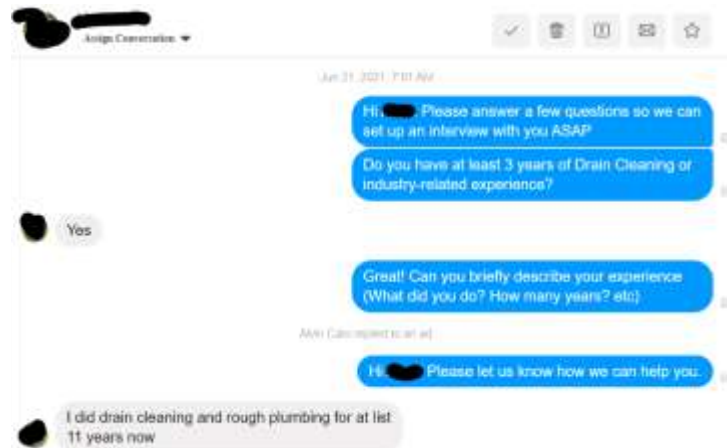 Assign Conversation
Jun 21, 2021, 7:01 AM
Hi Please answer a few questions so we can
set up an interview with you ASAP
Do you have at least 3 years of Drain Cleaning or
industry-related experience?
Yes
Great! Can you briefly describe your experience
(What did you do? How many years? etc)
replied to an ad
Hi Please let us know how we can help you.
I did drain cleaning and rough plumbing for at list
11 years now